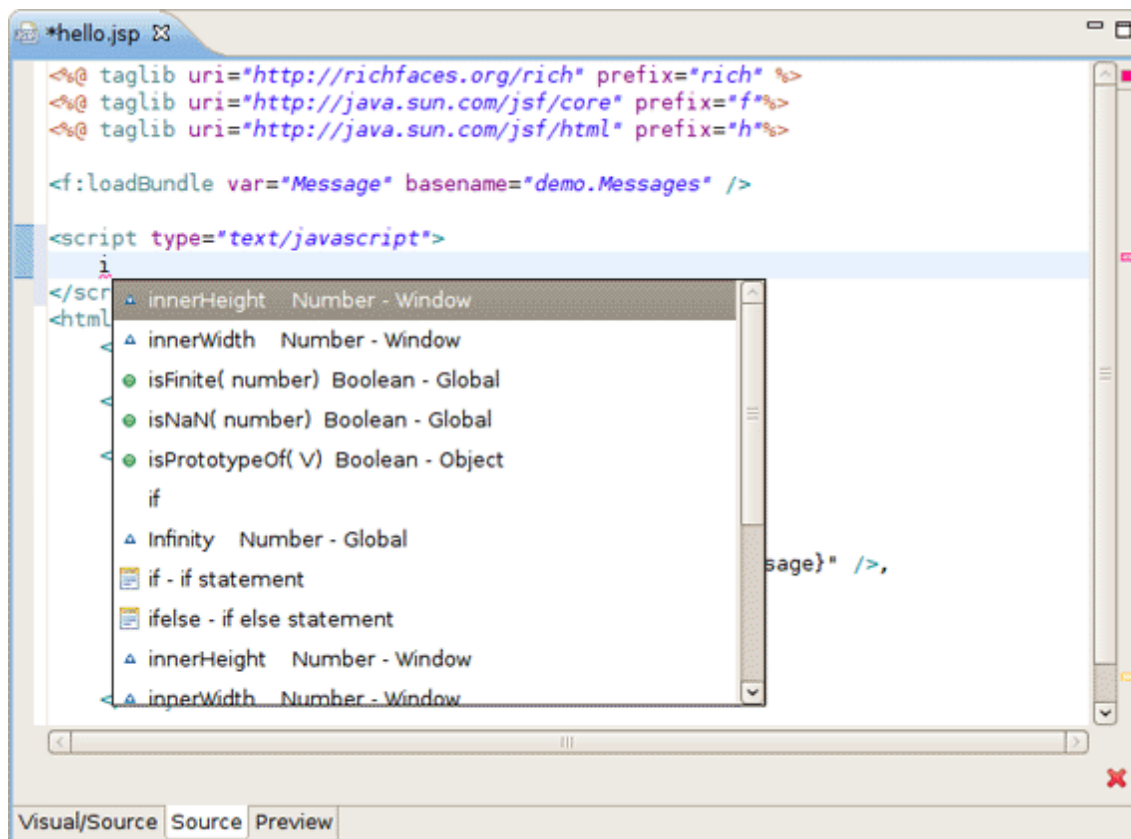 *hello.jsp
<%@ taglib uri="http://richfaces.org/rich" prefix="rich" %>
<%@ taglib uri="http://java.sun.com/jsf/core" prefix="f"%>
<%@ taglib uri="http://java.sun.com/jsf/html" prefix="h"%>
<f:loadBundle var="Message" basename="demo.Messages" />
<script type="text/javascript">
i
</scr
<html
innerHeight Number - Window
innerWidth Number - Window
<
isFinite( number) Boolean - Global
<
isNaN( number) Boolean - Global
<
isPrototypeOf( V) Boolean - Object
if
Infinity Number - Global
sage}" />,
if - if statement
ifelse - if else statement
innerHeight Number - Window
<
innerWidth Number - Window
Visual/Source Source Preview